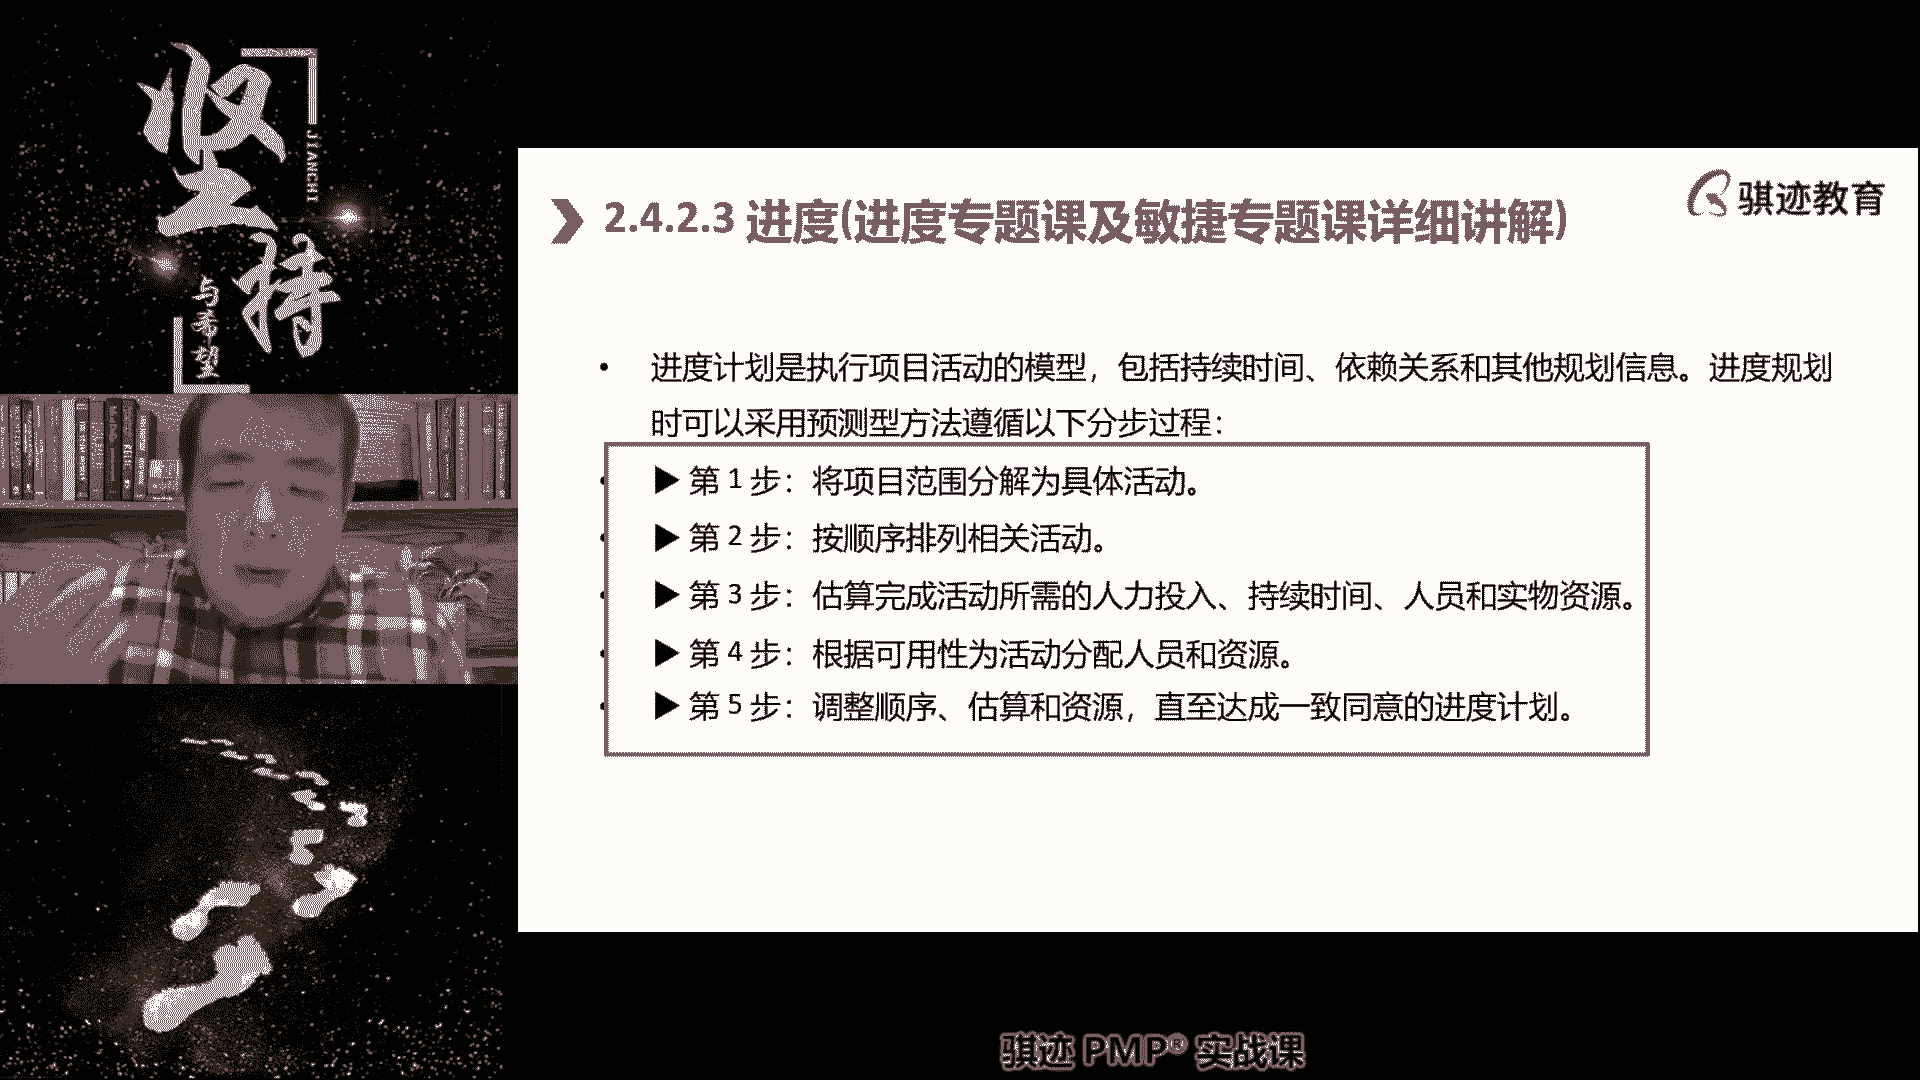 坚持
JIANCHI
与希望
骐迹教育
2.4.2.3 进度(进度专题课及敏捷专题课详细讲解)
• 进度计划是执行项目活动的模型，包括持续时间、依赖关系和其他规划信息。进度规划
时可以采用预测型方法遵循以下分步过程：
▶ 第 1 步：将项目范围分解为具体活动。
▶ 第 2 步：按顺序排列相关活动。
▶ 第 3 步：估算完成活动所需的人力投入、持续时间、人员和实物资源。
▶ 第 4 步：根据可用性为活动分配人员和资源。
▶ 第 5 步：调整顺序、估算和资源，直至达成一致同意的进度计划。
骐迹 PMP® 实战课